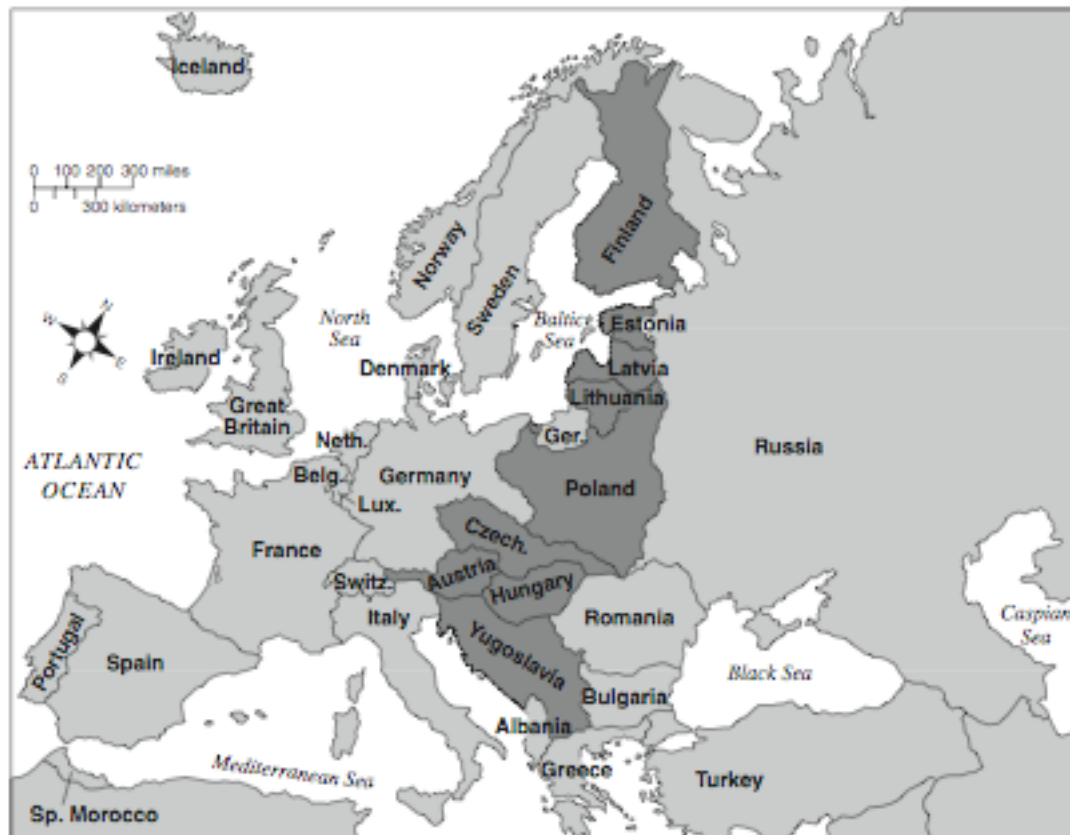 Iceland
0 100 200 300 miles
0 300 kilometers
N
W
E
S
Norway
Sweden
Finland
North
Sea
Baltice
Sea
Estonia
Latvia
Lithuania
Ireland
Denmark
Great
Britain
Neth.
Ger.
Russia
ATLANTIC
OCEAN
Belg.
Germany
Poland
Lux.
Czech.
France
Switz.
Austria
Hungary
Italy
Romania
Caspian
Sea
Portugal
Spain
Yugoslavia
Black Sea
Bulgaria
Albania
Mediterranean Sea
Greece
Turkey
Sp. Morocco